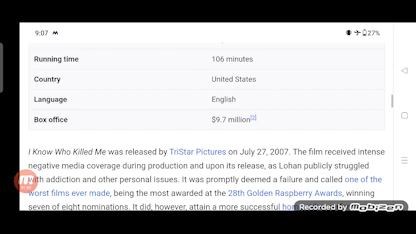 9:07 M 27%
Running time 106 minutes
Country United States
Language English
Box office $9.7 million[2]
I Know Who Killed Me was released by TriStar Pictures on July 27, 2007. The film received intense
negative media coverage during production and upon its release, as Lohan publicly struggled
with addiction and other personal issues. It was promptly deemed a failure and called one of the
worst films ever made, being the most awarded at the 28th Golden Raspberry Awards, winning
seven of eight nominations. It did, however, attain a more successful
Recorded by Mobizen